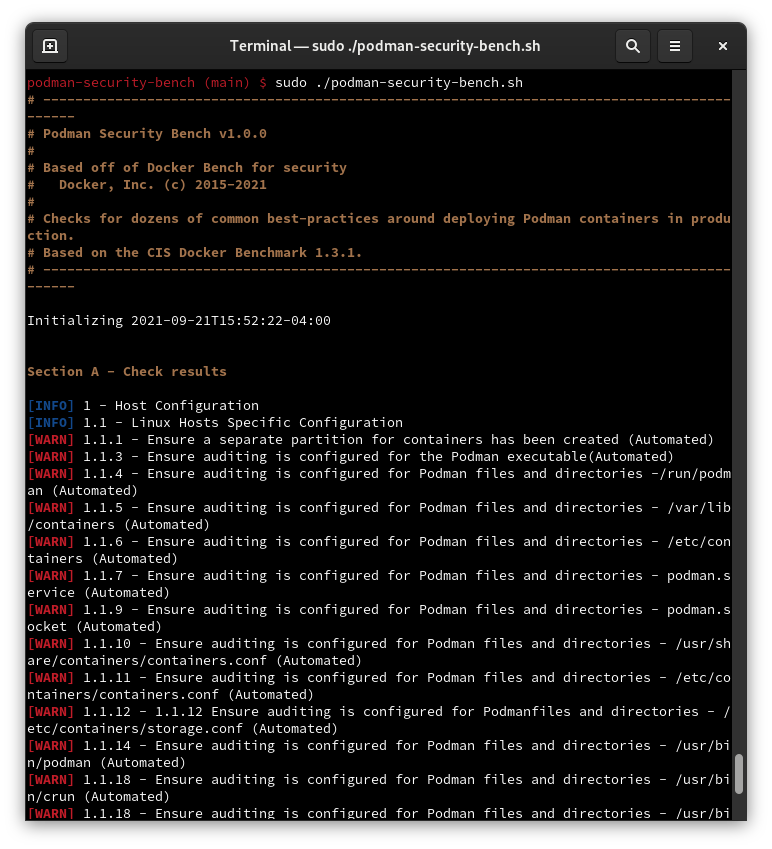 Terminal — sudo ./podman-security-bench.sh
podman-security-bench (main) $ sudo ./podman-security-bench.sh
# --------------------------------------------------------------------------------------
------
# Podman Security Bench v1.0.0
#
# Based off of Docker Bench for security
#   Docker, Inc. (c) 2015-2021
#
# Checks for dozens of common best-practices around deploying Podman containers in produ
ction.
# Based on the CIS Docker Benchmark 1.3.1.
# --------------------------------------------------------------------------------------
------
Initializing 2021-09-21T15:52:22-04:00
Section A - Check results
[INFO] 1 - Host Configuration
[INFO] 1.1 - Linux Hosts Specific Configuration
[WARN] 1.1.1 - Ensure a separate partition for containers has been created (Automated)
[WARN] 1.1.3 - Ensure auditing is configured for the Podman executable(Automated)
[WARN] 1.1.4 - Ensure auditing is configured for Podman files and directories -/run/podm
an (Automated)
[WARN] 1.1.5 - Ensure auditing is configured for Podman files and directories - /var/lib
/containers (Automated)
[WARN] 1.1.6 - Ensure auditing is configured for Podman files and directories - /etc/con
tainers (Automated)
[WARN] 1.1.7 - Ensure auditing is configured for Podman files and directories - podman.s
ervice (Automated)
[WARN] 1.1.9 - Ensure auditing is configured for Podman files and directories - podman.s
ocket (Automated)
[WARN] 1.1.10 - Ensure auditing is configured for Podman files and directories - /usr/sh
are/containers/containers.conf (Automated)
[WARN] 1.1.11 - Ensure auditing is configured for Podman files and directories - /etc/co
ntainers/containers.conf (Automated)
[WARN] 1.1.12 - 1.1.12 Ensure auditing is configured for Podmanfiles and directories - /
etc/containers/storage.conf (Automated)
[WARN] 1.1.14 - Ensure auditing is configured for Podman files and directories - /usr/bi
n/podman (Automated)
[WARN] 1.1.18 - Ensure auditing is configured for Podman files and directories - /usr/bi
n/crun (Automated)
[WARN] 1.1.18 - Ensure auditing is configured for Podman files and directories - /usr/bi